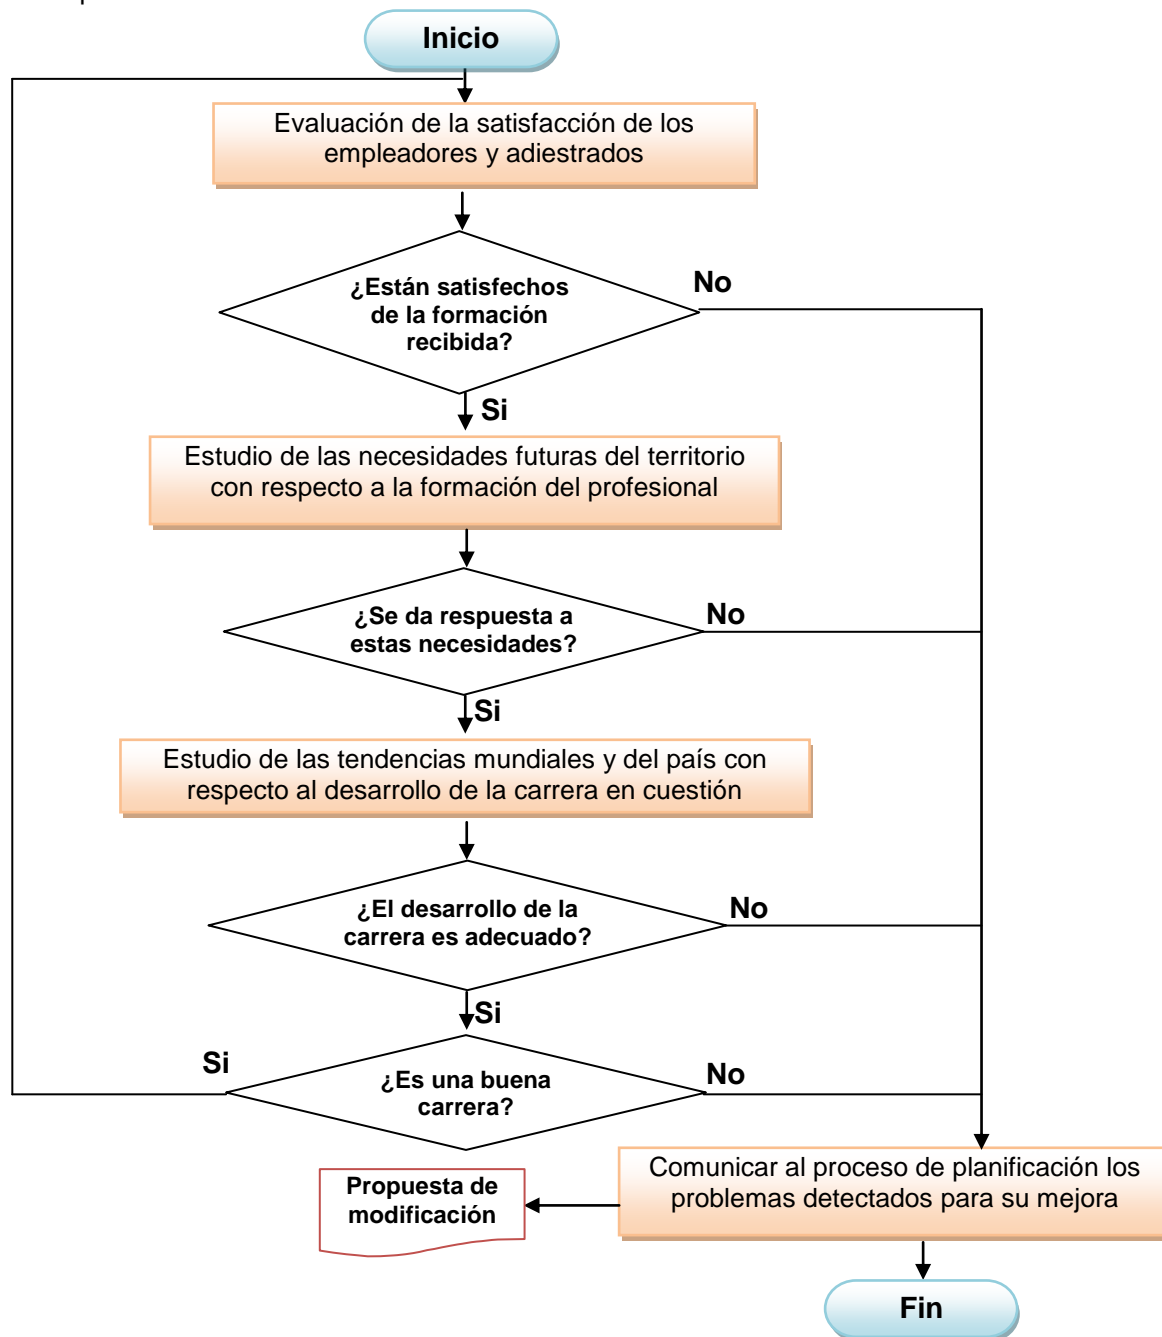 Inicio
Evaluación de la satisfacción de los
empleadores y adiestrados
¿Están satisfechos
de la formación
recibida?
No
Si
Estudio de las necesidades futuras del territorio
con respecto a la formación del profesional
¿Se da respuesta a
estas necesidades?
No
Si
Estudio de las tendencias mundiales y del país con
respecto al desarrollo de la carrera en cuestión
¿El desarrollo de la
carrera es adecuado?
No
Si
Si
¿Es una buena
carrera?
No
Comunicar al proceso de planificación los
problemas detectados para su mejora
Propuesta de
modificación
Fin